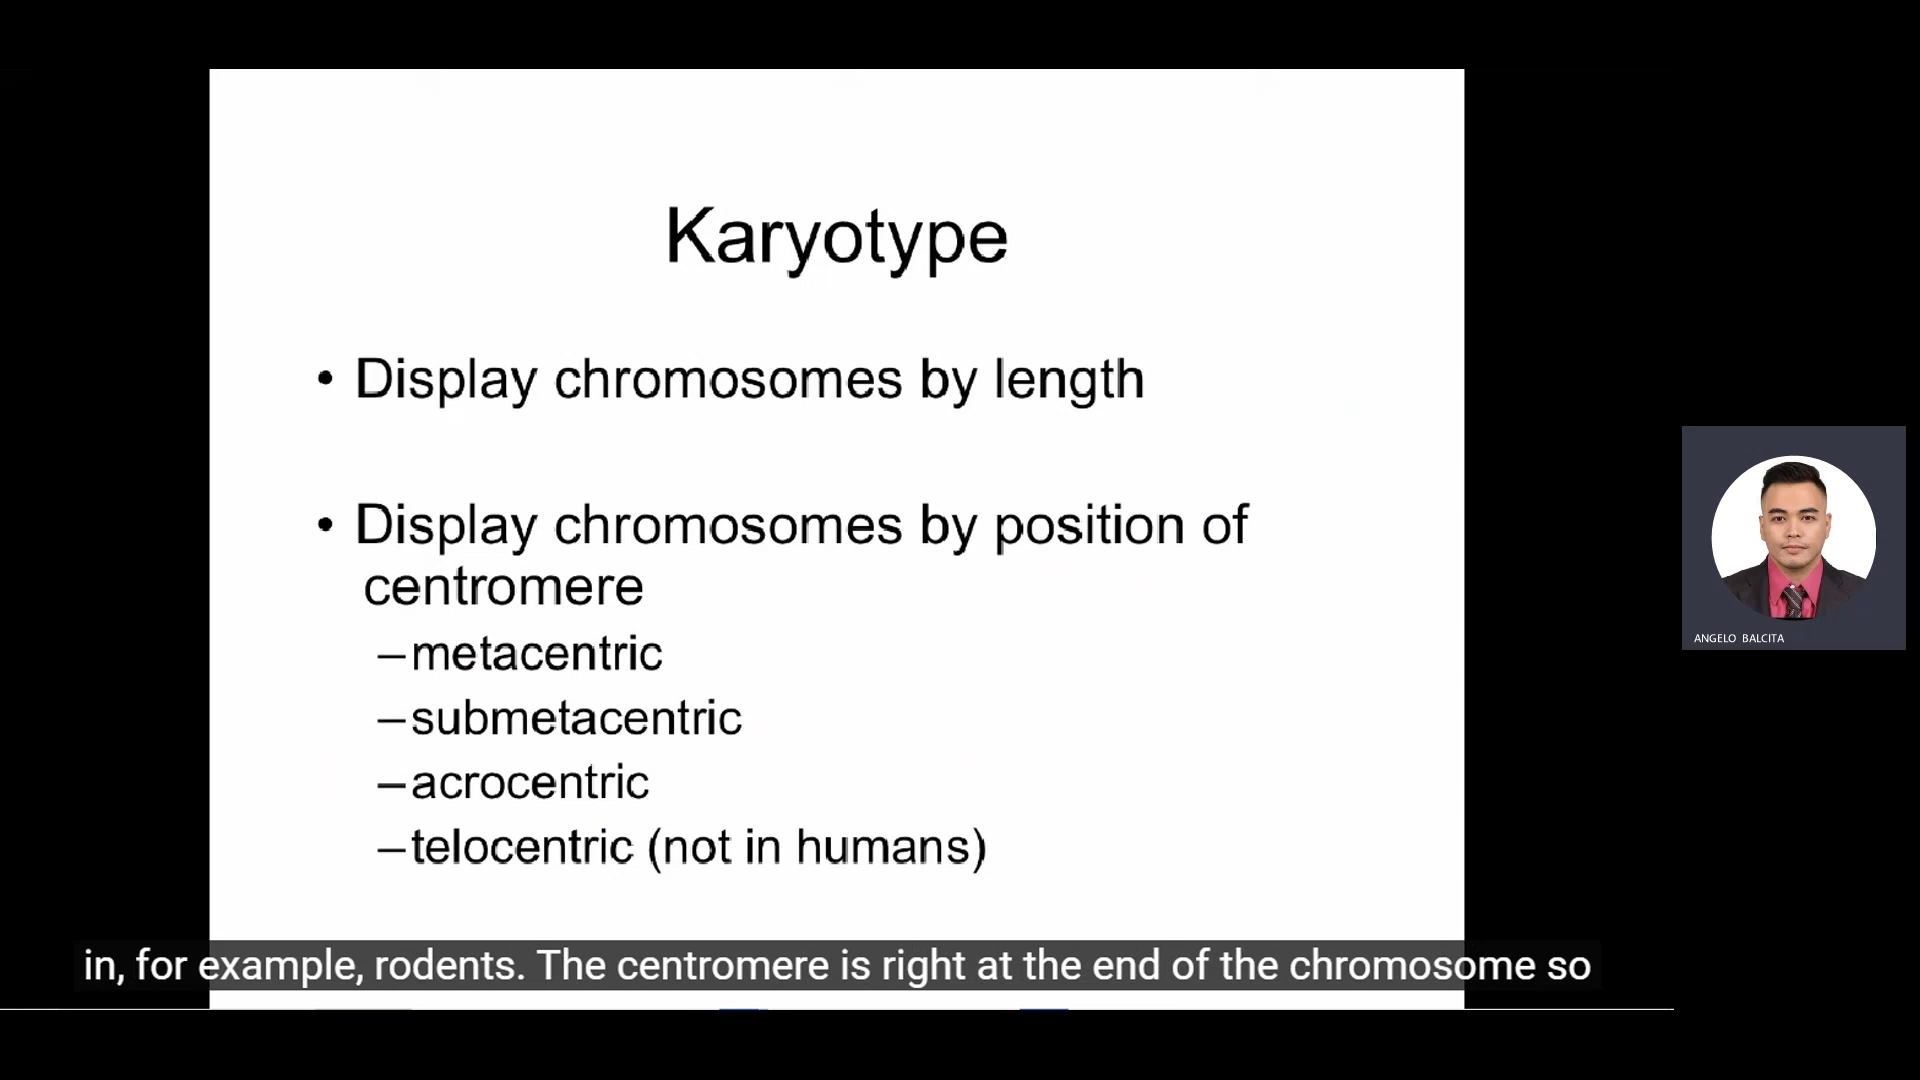 Karyotype
• Display chromosomes by length
• Display chromosomes by position of
centromere
–metacentric
–submetacentric
–acrocentric
–telocentric (not in humans)
in, for example, rodents. The centromere is right at the end of the chromosome so
ANGELO BALCITA